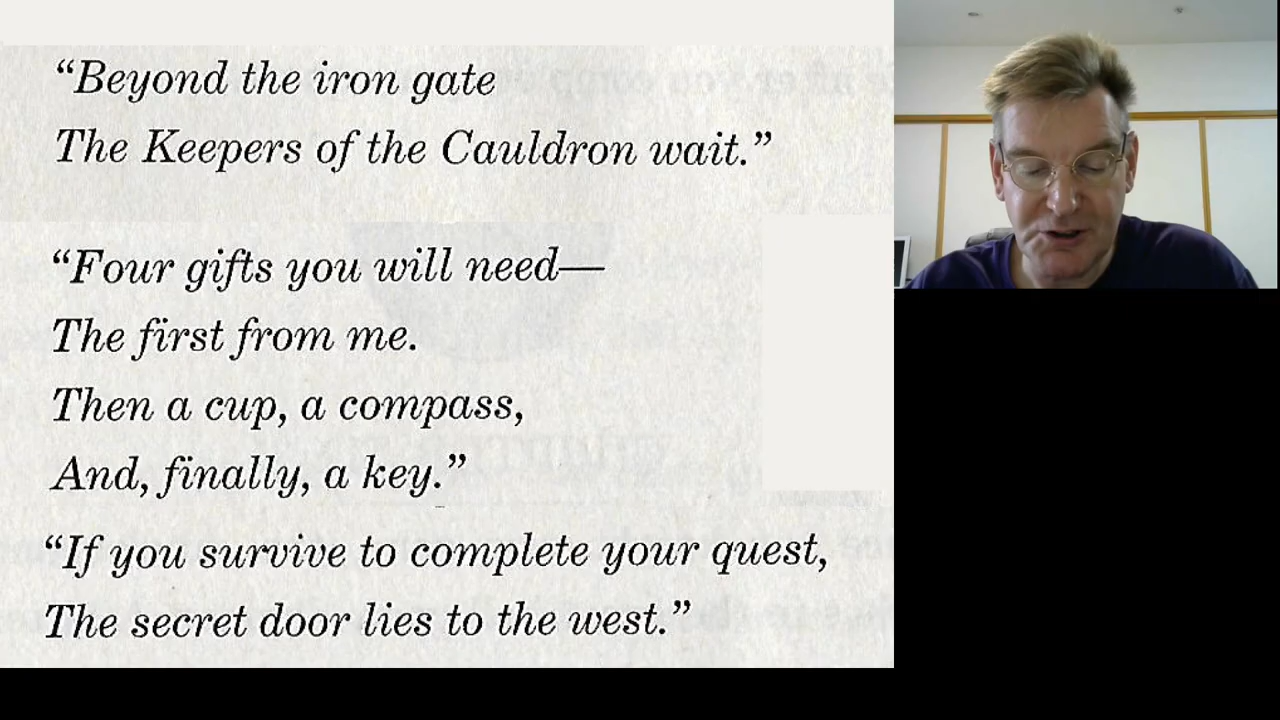 “Beyond the iron gate
The Keepers of the Cauldron wait.”
“Four gifts you will need—
The first from me.
Then a cup, a compass,
And, finally, a key.”
“If you survive to complete your quest,
The secret door lies to the west.”